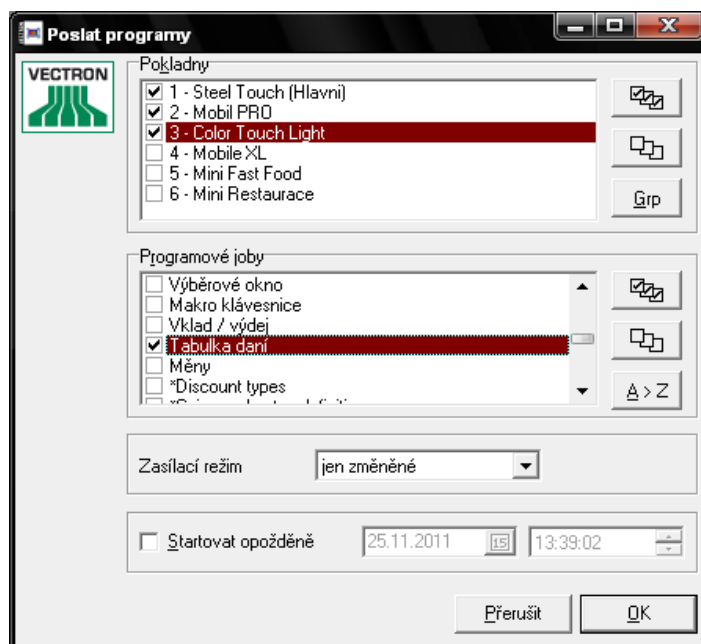 Poslat programy
VECTRON
Pokladny
1 - Steel Touch (Hlavni)
2 - Mobil PRO
3 - Color Touch Light
4 - Mobile XL
5 - Mini Fast Food
6 - Mini Restaurace
Grp
Programové joby
Výběrové okno
Makro klávesnice
Vklad / výdej
Tabulka daní
Měny
*Discount types
A > Z
Zasílací režim
jen změněné
Startovat opožděně
25.11.2011
15
13:39:02
Přerušit
OK